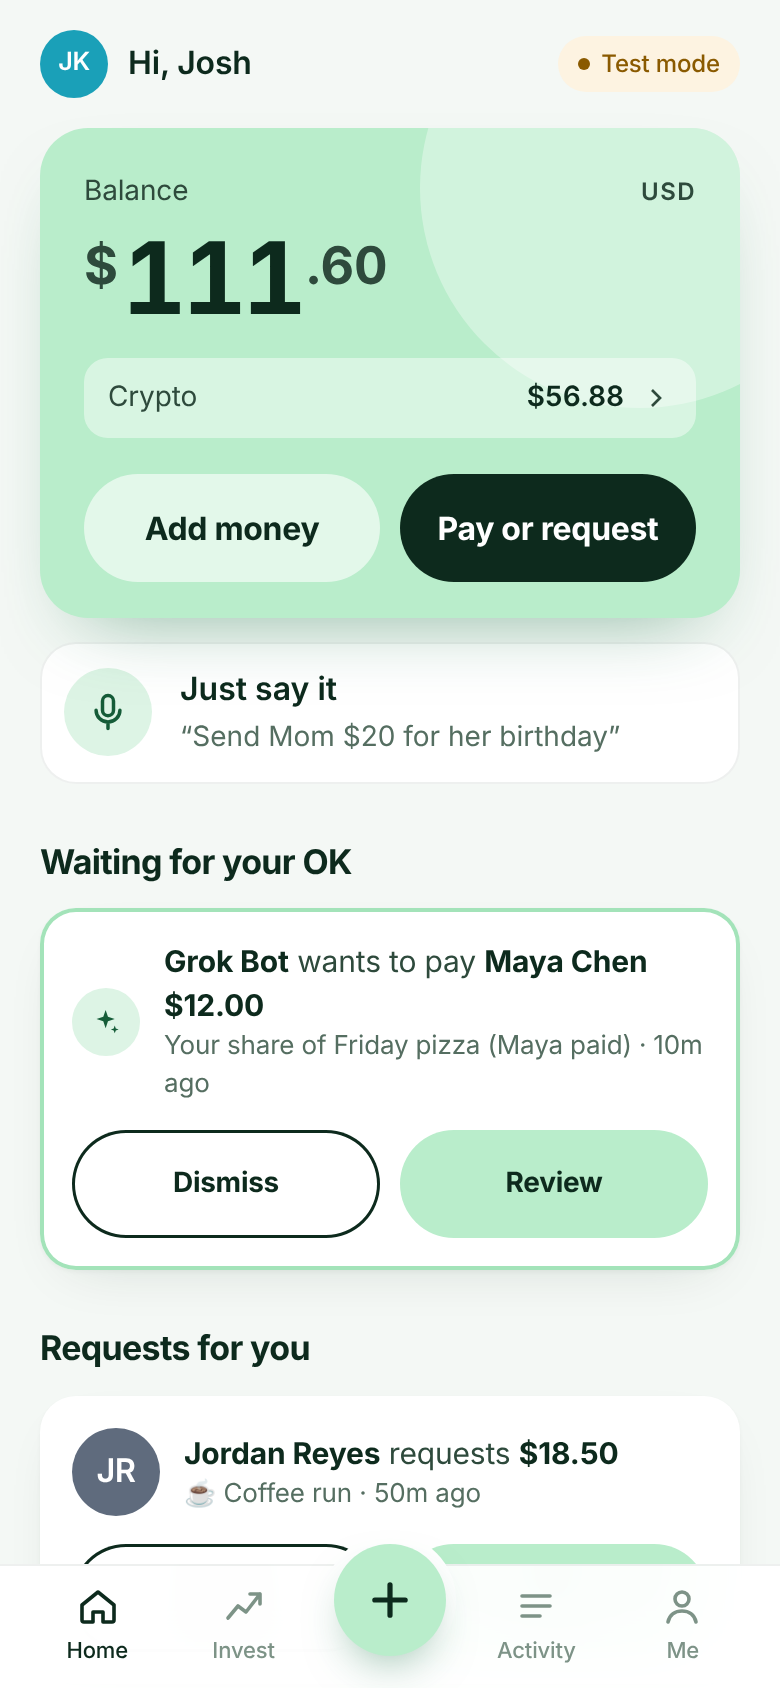 JK
Hi, Josh
Test mode
Balance
USD
$111.60
Crypto
$56.88
Add money
Pay or request
Just say it
“Send Mom $20 for her birthday”
Waiting for your OK
Grok Bot wants to pay Maya Chen
$12.00
Your share of Friday pizza (Maya paid) · 10m
ago
Dismiss
Review
Requests for you
JR
Jordan Reyes requests $18.50
☕ Coffee run · 50m ago
Home
Invest
Activity
Me